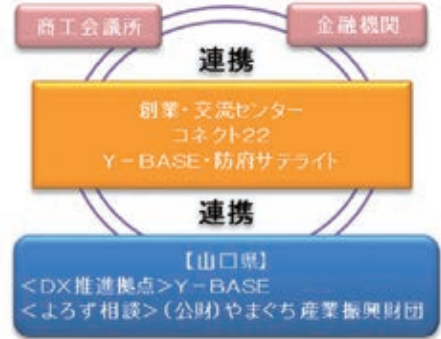 商工会議所
金融機関
連携
創業・交流センター
コネクト22
Y-BASE・防府サテライト
連携
【山口県】
<DX推進拠点>Y-BASE
<よろず相談>(公財)やまぐち産業振興財団